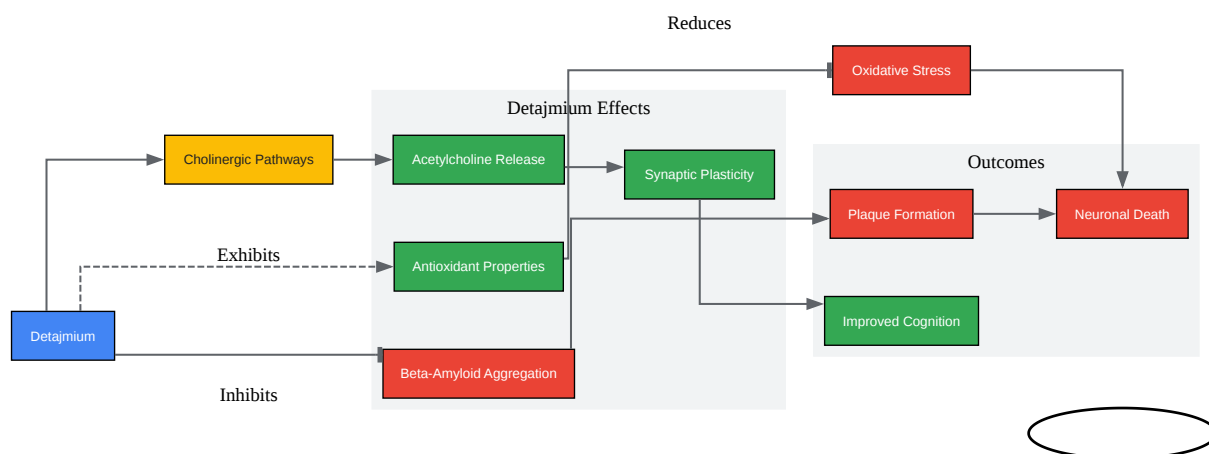 Reduces
Oxidative Stress
Detajmium Effects
Cholinergic Pathways
Acetylcholine Release
Synaptic Plasticity
Outcomes
Plaque Formation
Neuronal Death
Exhibits
Antioxidant Properties
Detajmium
Improved Cognition
Beta-Amyloid Aggregation
Inhibits